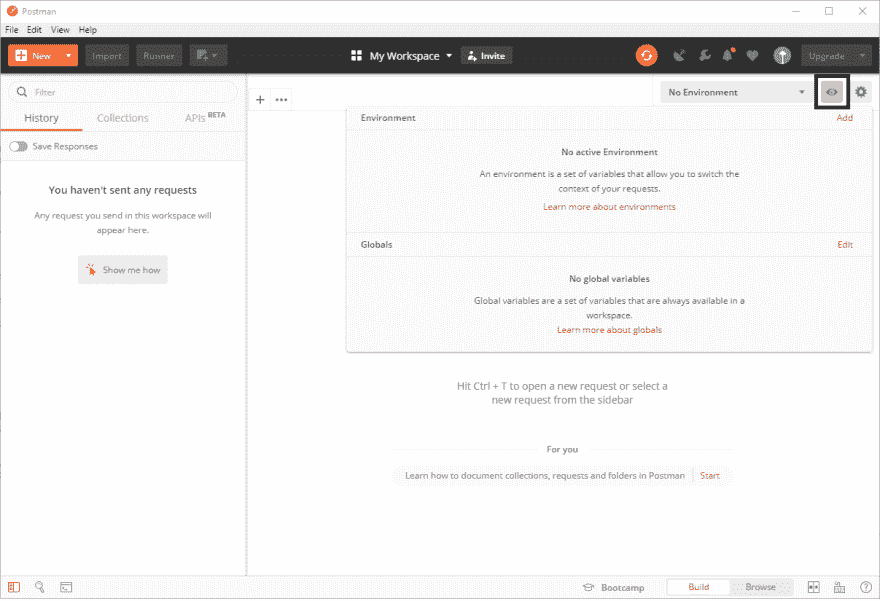 Postman
File Edit View Help
New Import Runner My Workspace Invite Upgrade
Filter
No Environment
History Collections APIs BETA
Save Responses
You haven't sent any requests
Any request you send in this workspace will
appear here.
Show me how
Environment Add
No active Environment
An environment is a set of variables that allow you to switch the
context of your requests.
Learn more about environments
Globals Edit
No global variables
Global variables are a set of variables that are always available in a
workspace.
Learn more about globals
Hit Ctrl + T to open a new request or select a
new request from the sidebar
For you
Learn how to document collections, requests and folders in Postman Start
Bootcamp Build Browse